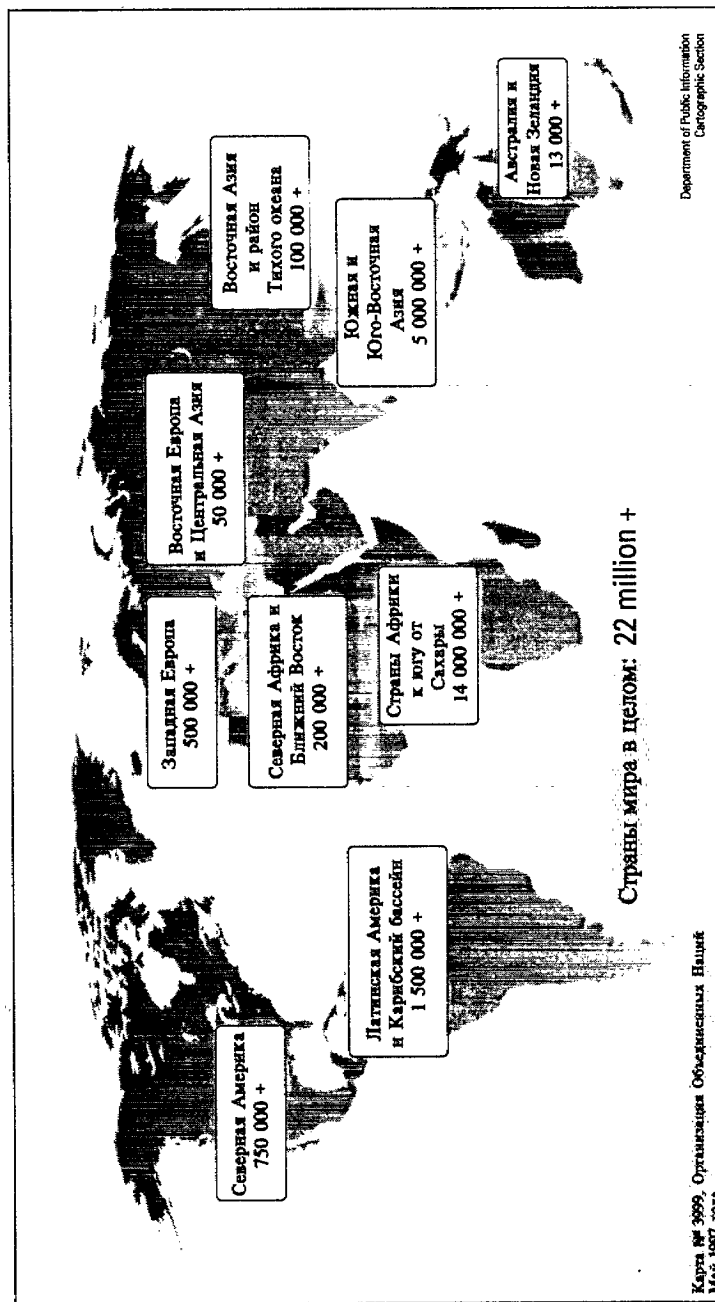 Северная Америка
750 000 +
Латинская Америка
и Карибский бассейн
1 500 000 +
Западная Европа
500 000 +
Северная Африка и
Ближний Восток
200 000 +
Страны Африки
к югу от
Сахары
14 000 000 +
Восточная Европа
и Центральная Азия
50 000 +
Восточная Азия
и район
Тихого океана
100 000 +
Южная и
Юго-Восточная
Азия
5 000 000 +
Австралия и
Новая Зеландия
13 000 +
Страны мира в целом: 22 million +
Карта № 3999, Организация Объединенных Наций
Май 1997 года
Department of Public Information
Cartographic Section